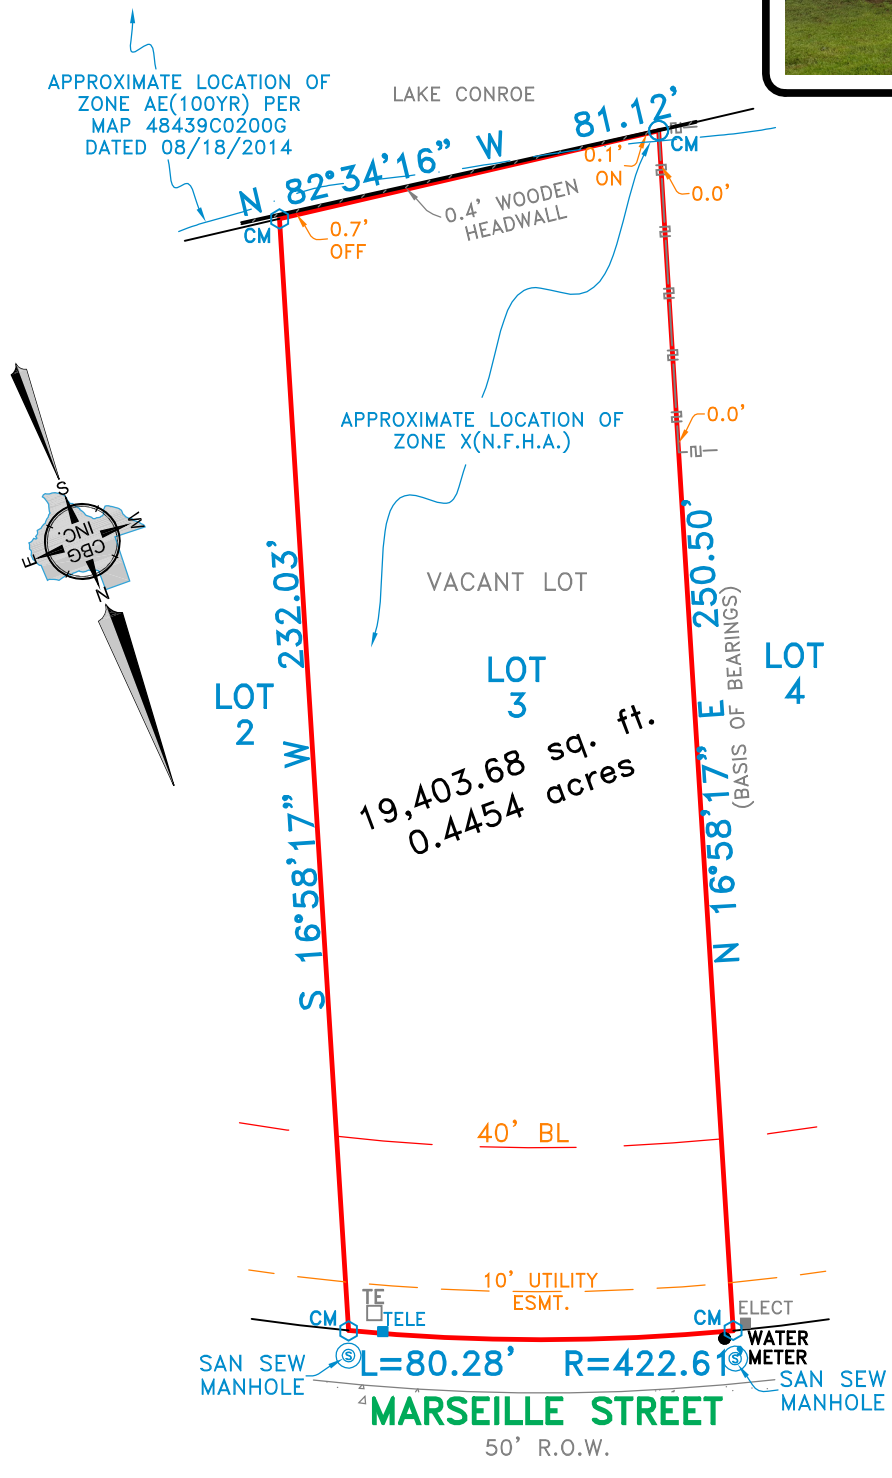 APPROXIMATE LOCATION OF
ZONE AE(100YR) PER
MAP 48439C0200G
DATED 08/18/2014
LAKE CONROE
N 82°34'16" W 81.12'
CM
0.1'
ON
CM
0.0'
0.7'
OFF
0.4' WOODEN
HEADWALL
APPROXIMATE LOCATION OF
ZONE X(N.F.H.A.)
0.0'
S
W
E
N
CBG
INC.
VACANT LOT
S 16°58'17" W 232.03'
N 16°58'17" E 250.50'
(BASIS OF BEARINGS)
LOT
2
LOT
3
LOT
4
19,403.68 sq. ft.
0.4454 acres
40' BL
10' UTILITY
ESMT.
TE
TELE
CM
CM
ELECT
WATER
METER
SAN SEW
MANHOLE
S
L=80.28' R=422.61'
S
SAN SEW
MANHOLE
MARSEILLE STREET
50' R.O.W.